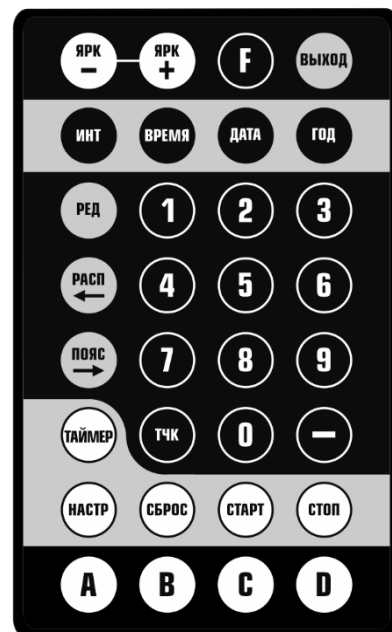 ЯРК – ЯРК + F ВЫХОД
ИНТ ВРЕМЯ ДАТА ГОД
РЕД 1 2 3
РАСП ← 4 5 6
ПОЯС → 7 8 9
ТАЙМЕР ТЧК 0 –
НАСТР СБРОС СТАРТ СТОП
A B C D